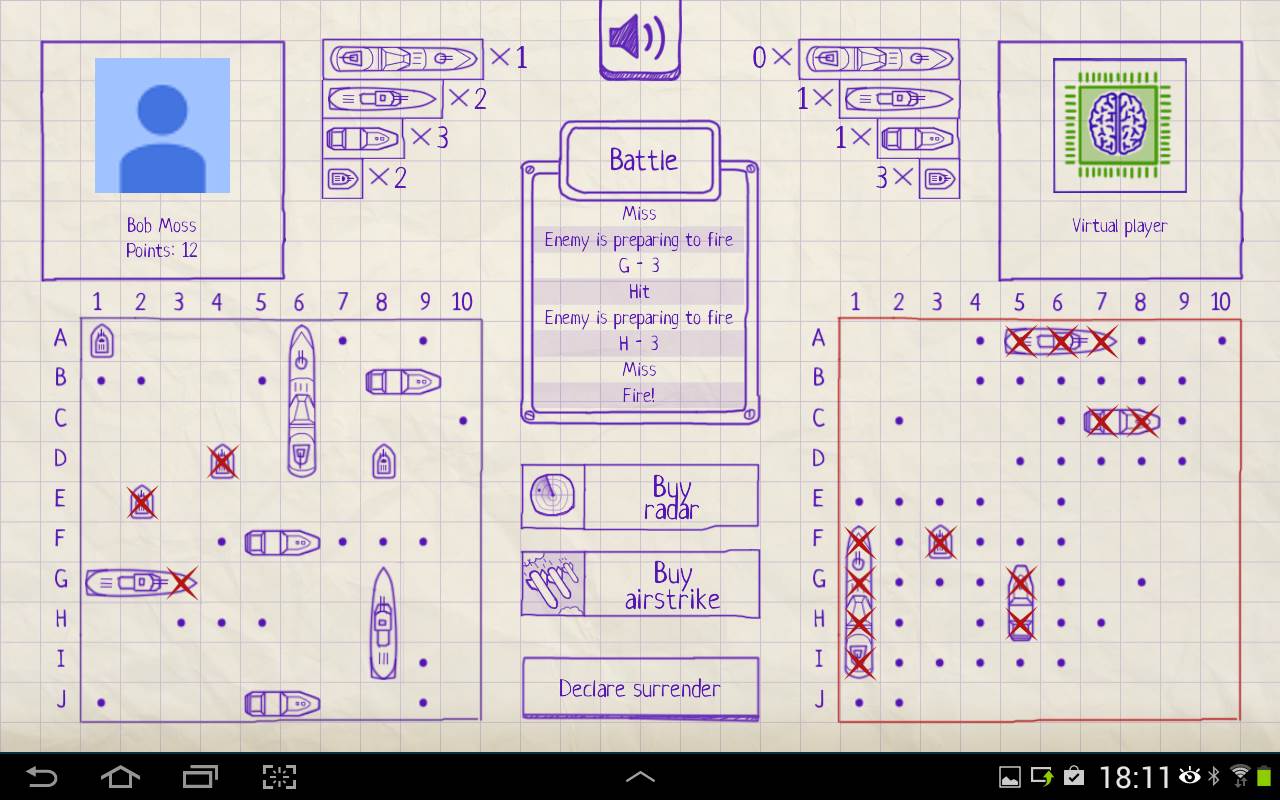 ×1
×2
×3
×2
0×
1×
1×
3×
Bob Moss
Points: 12
Battle
Miss
Enemy is preparing to fire
G - 3
Hit
Enemy is preparing to fire
H - 3
Miss
Fire!
Virtual player
1 2 3 4 5 6 7 8 9 10
A
B
C
D
E
F
G
H
I
J
Buy
radar
Buy
airstrike
Declare surrender
1 2 3 4 5 6 7 8 9 10
A
B
C
D
E
F
G
H
I
J
18:11